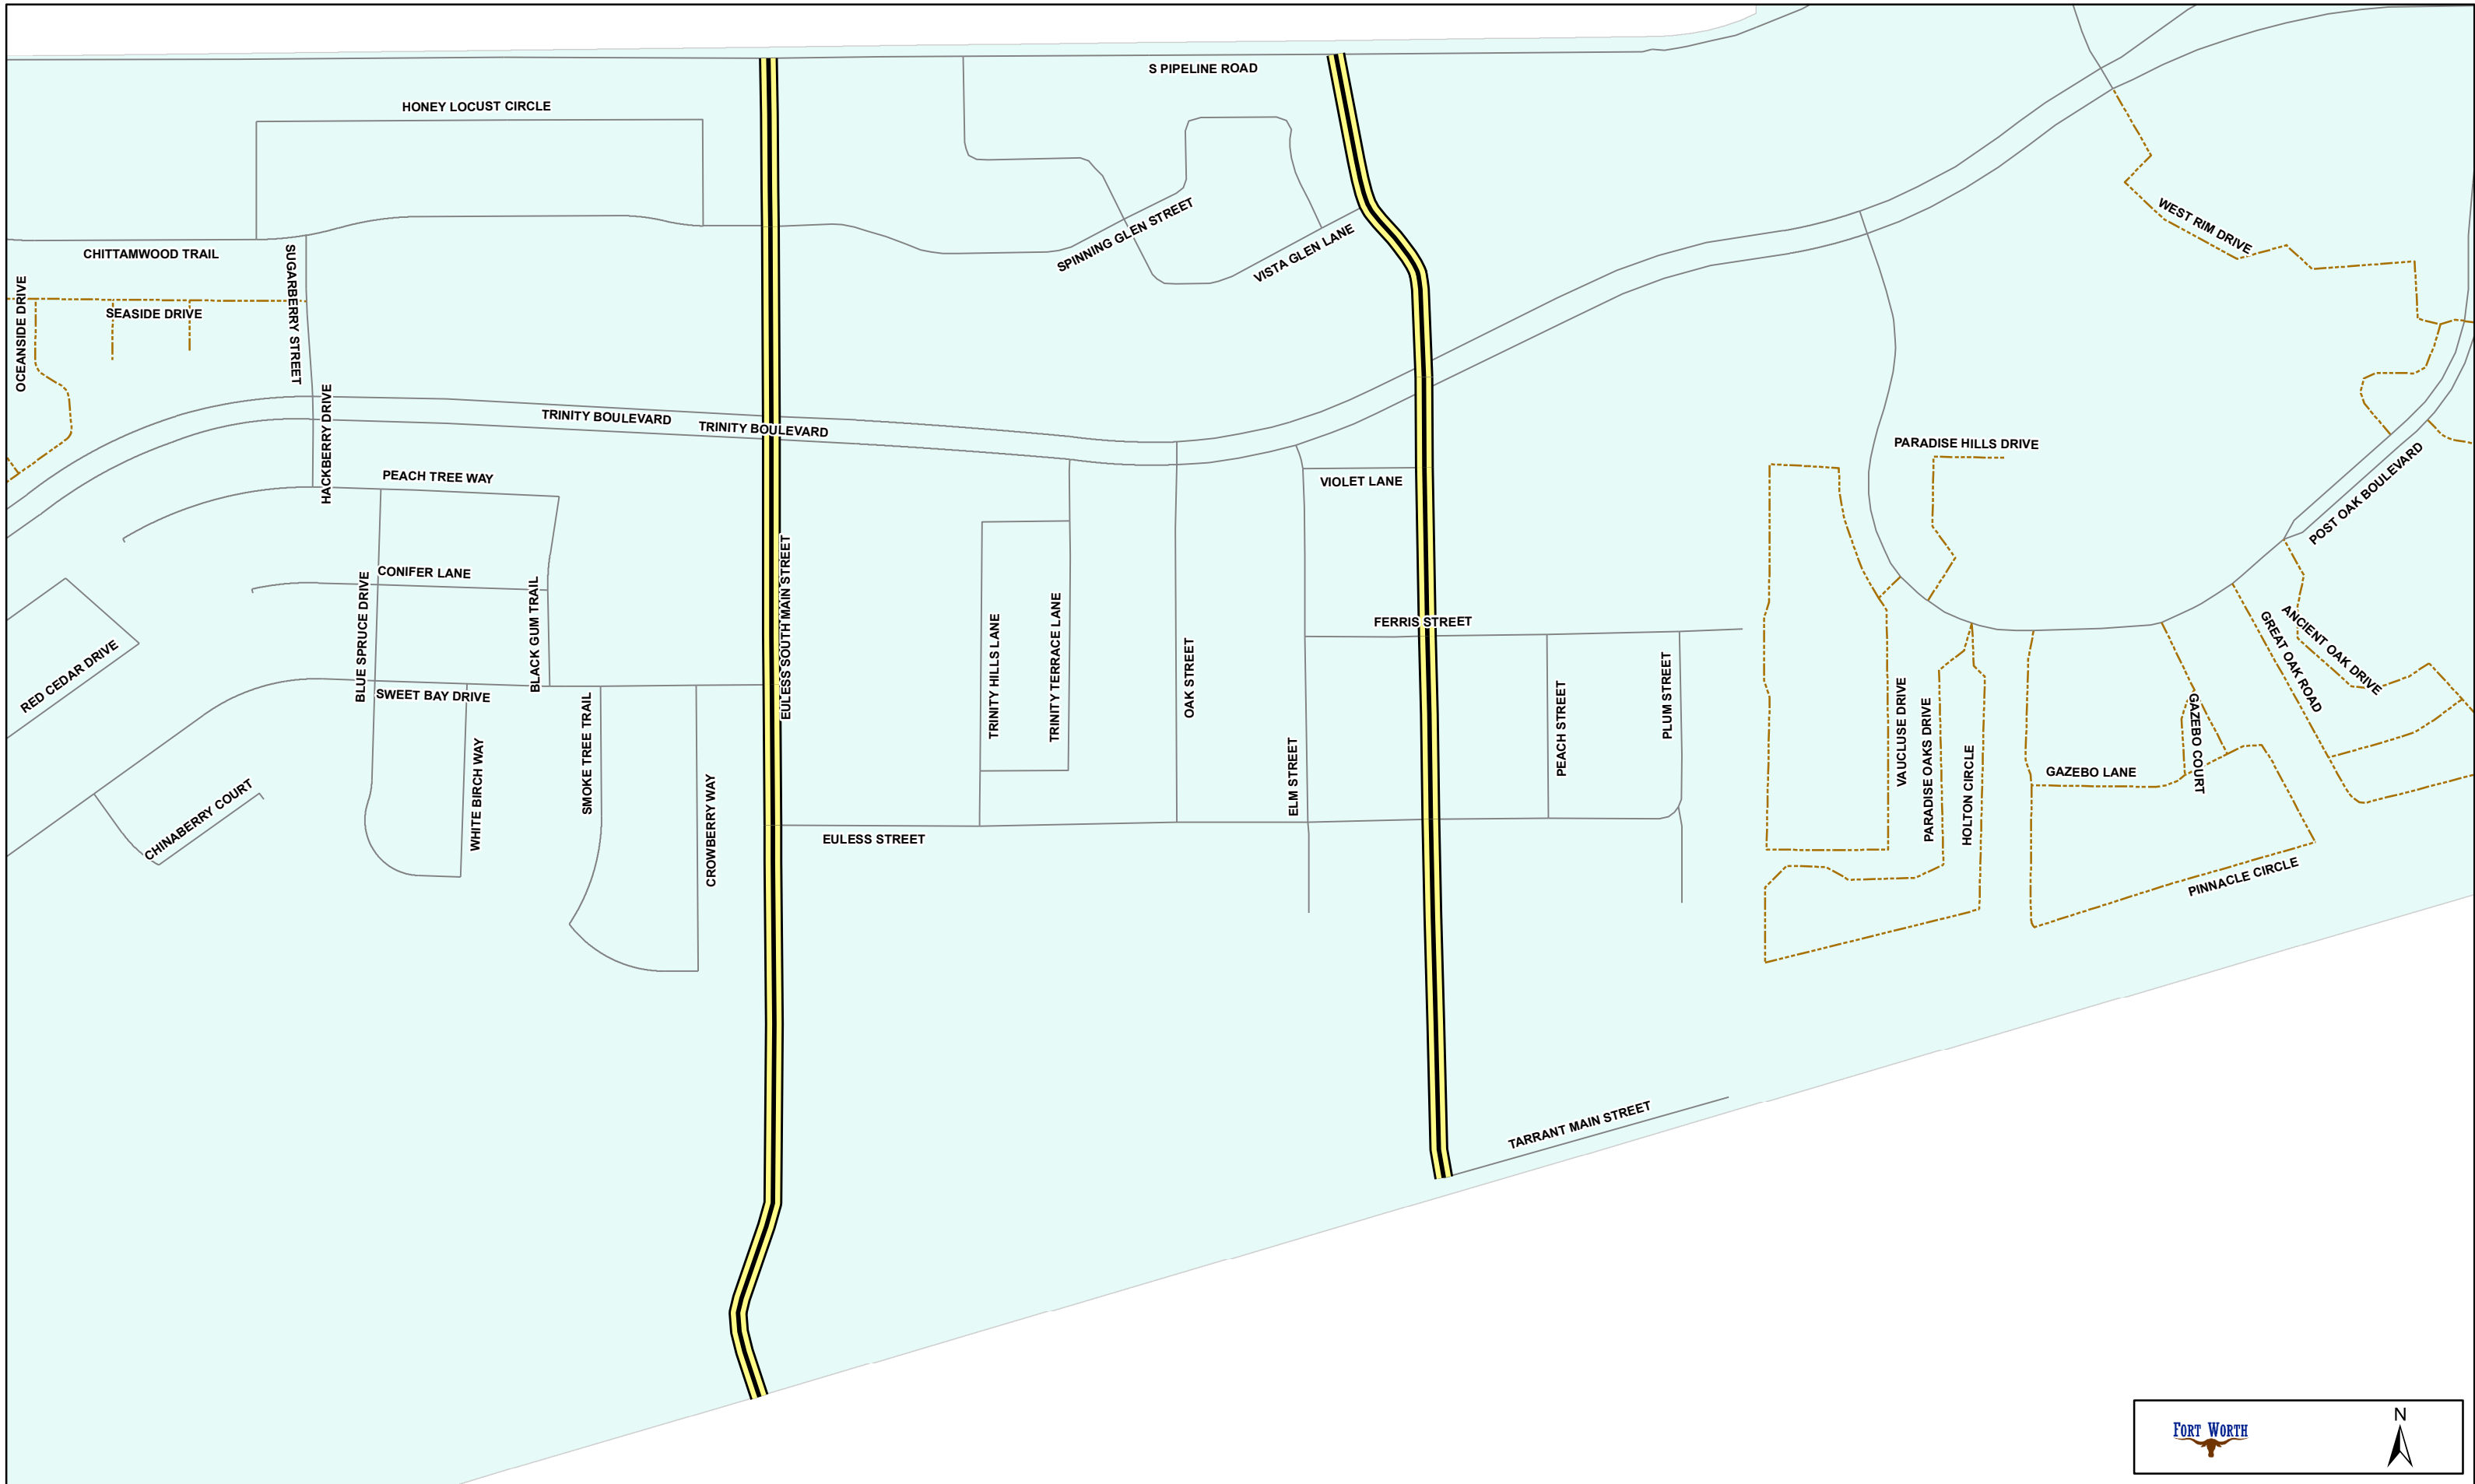 S PIPELINE ROAD
HONEY LOCUST CIRCLE
SPINNING GLEN STREET
VISTA GLEN LANE
WEST RIM DRIVE
CHITTAMWOOD TRAIL
SUGARBERRY STREET
OCEANSIDE DRIVE
SEASIDE DRIVE
HACKBERRY DRIVE
TRINITY BOULEVARD
TRINITY BOULEVARD
PARADISE HILLS DRIVE
PEACH TREE WAY
VIOLET LANE
POST OAK BOULEVARD
EULESS SOUTH MAIN STREET
CONIFER LANE
BLUE SPRUCE DRIVE
BLACK GUM TRAIL
TRINITY HILLS LANE
TRINITY TERRACE LANE
OAK STREET
FERRIS STREET
ANCIENT OAK DRIVE
GREAT OAK ROAD
RED CEDAR DRIVE
SWEET BAY DRIVE
SMOKE TREE TRAIL
PEACH STREET
PLUM STREET
VAUCLUSE DRIVE
PARADISE OAKS DRIVE
HOLTON CIRCLE
GAZEBO COURT
GAZEBO LANE
WHITE BIRCH WAY
CROWBERRY WAY
ELM STREET
CHINABERRY COURT
EULESS STREET
PINNACLE CIRCLE
TARRANT MAIN STREET
FORT WORTH
N